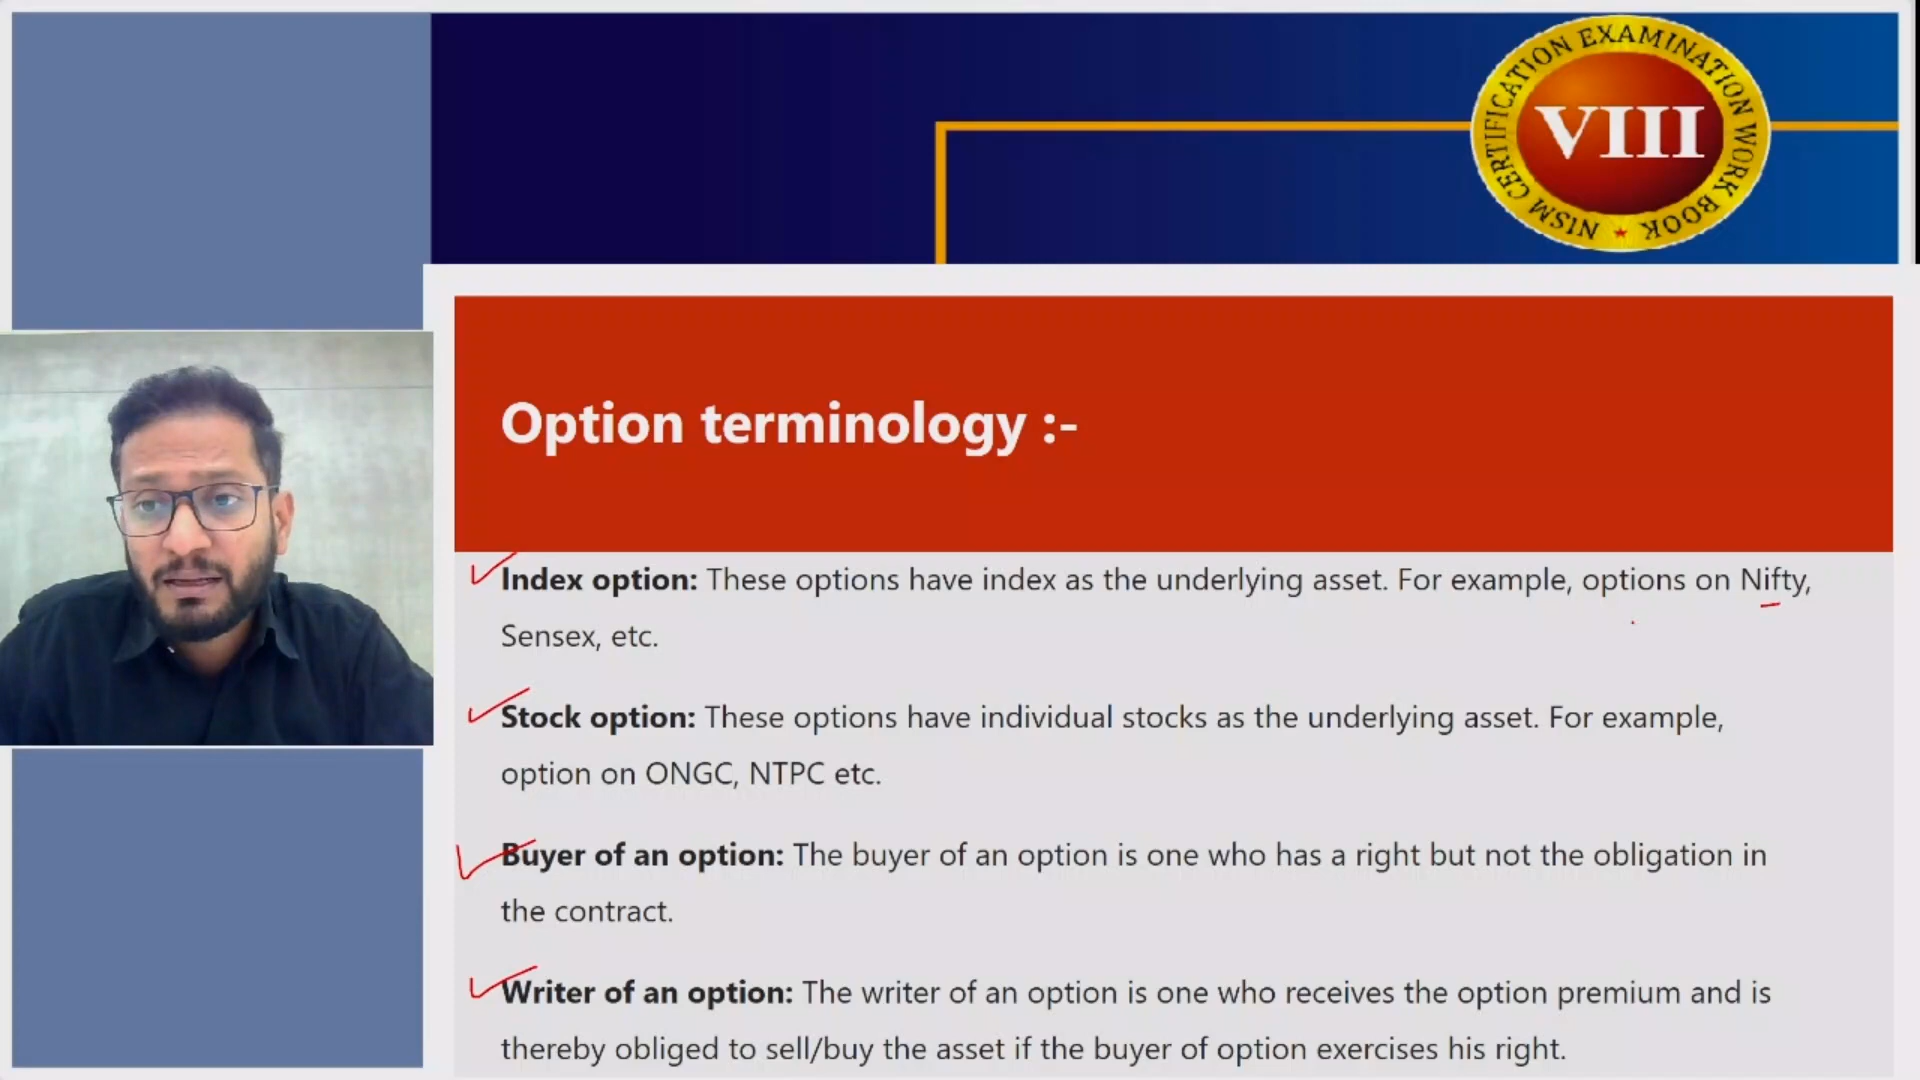 NISM CERTIFICATION EXAMINATION WORK BOOK
VIII
Option terminology :-
Index option: These options have index as the underlying asset. For example, options on Nifty,
Sensex, etc.
Stock option: These options have individual stocks as the underlying asset. For example,
option on ONGC, NTPC etc.
Buyer of an option: The buyer of an option is one who has a right but not the obligation in
the contract.
Writer of an option: The writer of an option is one who receives the option premium and is
thereby obliged to sell/buy the asset if the buyer of option exercises his right.